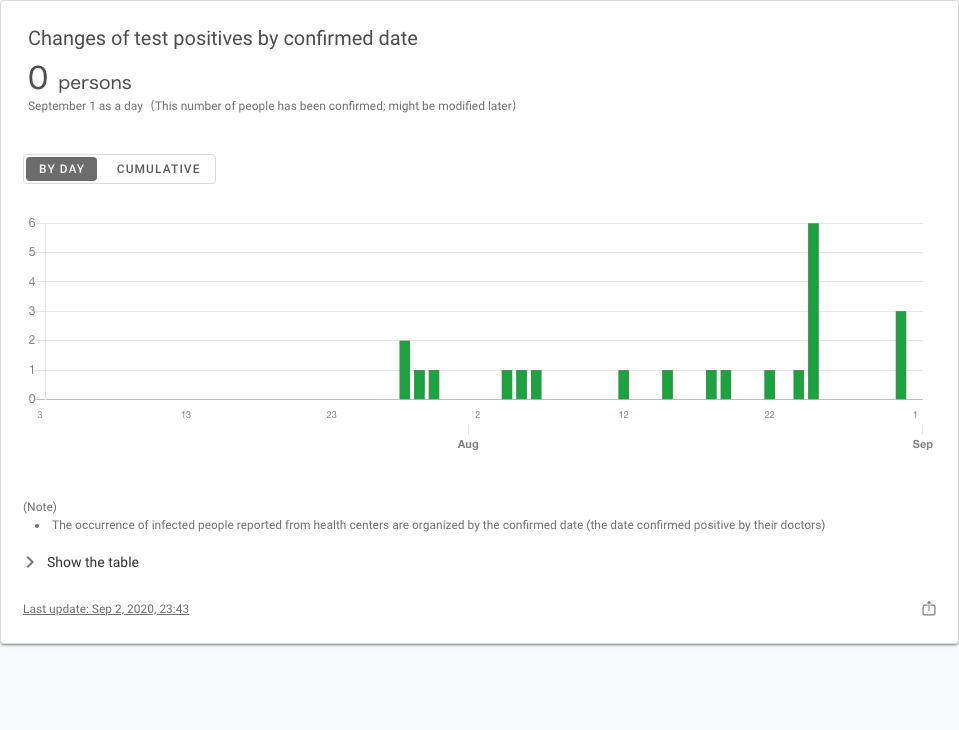 Changes of test positives by confirmed date
0 persons
September 1 as a day (This number of people has been confirmed; might be modified later)
BY DAY CUMULATIVE
6
5
4
3
2
1
0
3 13 23 2 12 22 1
Aug Sep
(Note)
• The occurrence of infected people reported from health centers are organized by the confirmed date (the date confirmed positive by their doctors)
Show the table
Last update: Sep 2, 2020, 23:43